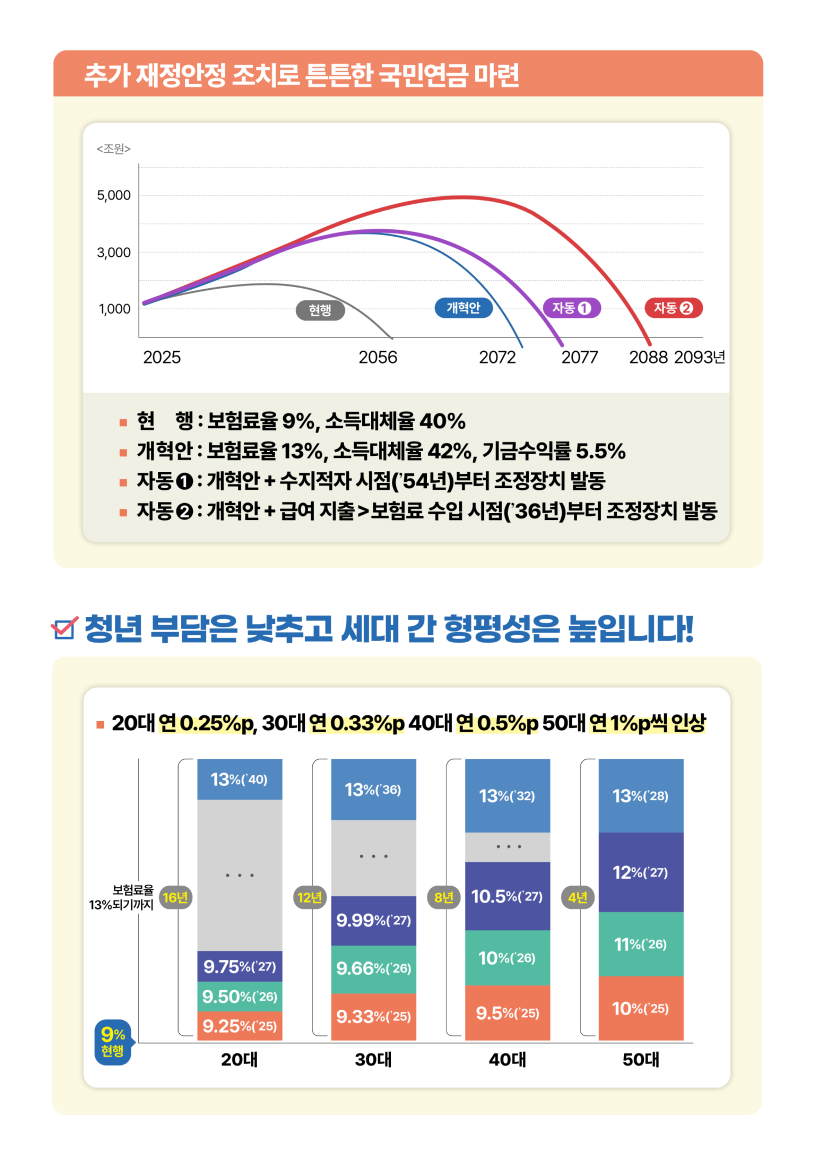 추가 재정안정 조치로 튼튼한 국민연금 마련
<조원>
5,000
3,000
1,000
현행
개혁안
자동❶
자동❷
2025
2056
2072
2077
2088
2093년
현 행 : 보험료율 9%, 소득대체율 40%
개혁안 : 보험료율 13%, 소득대체율 42%, 기금수익률 5.5%
자동❶ : 개혁안 + 수지적자 시점('54년)부터 조정장치 발동
자동❷ : 개혁안 + 급여 지출>보험료 수입 시점('36년)부터 조정장치 발동
청년 부담은 낮추고 세대 간 형평성은 높입니다!
20대 연 0.25%p, 30대 연 0.33%p 40대 연 0.5%p 50대 연 1%p씩 인상
보험료율
13%되기까지
9%
현행
16년
13%('40)
• • •
9.75%('27)
9.50%('26)
9.25%('25)
20대
12년
13%('36)
• • •
9.99%('27)
9.66%('26)
9.33%('25)
30대
8년
13%('32)
• • •
10.5%('27)
10%('26)
9.5%('25)
40대
4년
13%('28)
12%('27)
11%('26)
10%('25)
50대